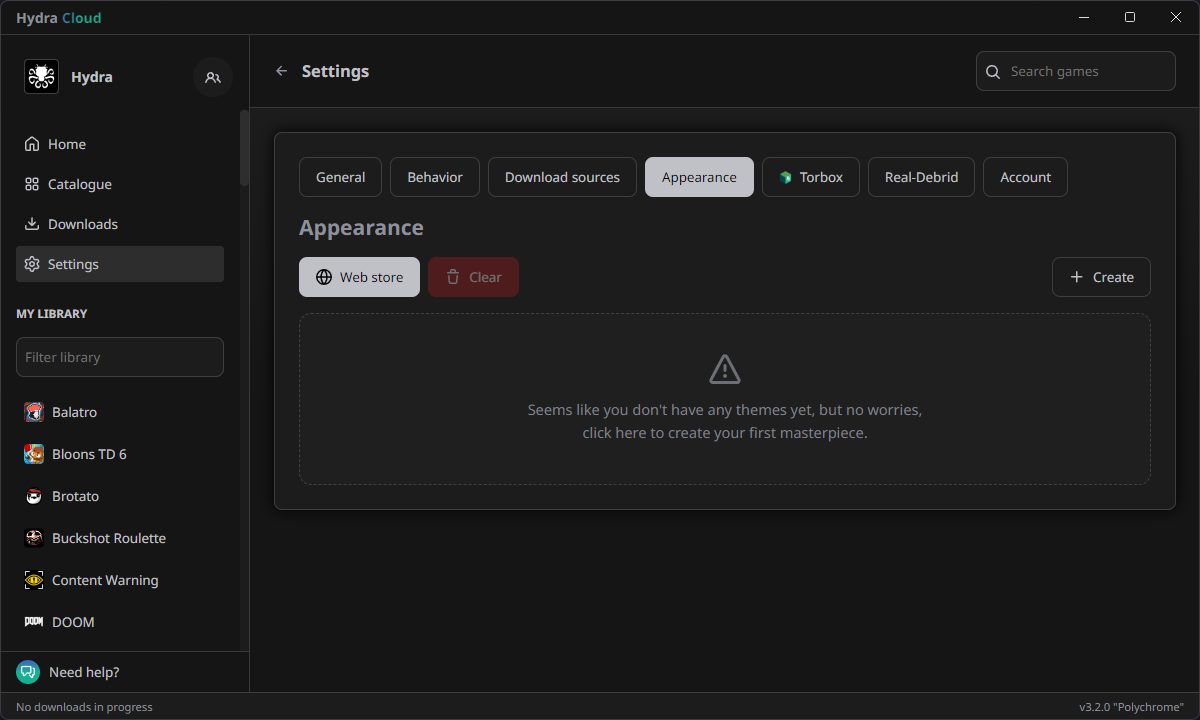 Hydra Cloud
Hydra
Home
Catalogue
Downloads
Settings
MY LIBRARY
Filter library
Balatro
Bloons TD 6
Brotato
Buckshot Roulette
Content Warning
DOOM
Need help?
Settings
Search games
General
Behavior
Download sources
Appearance
Torbox
Real-Debrid
Account
Appearance
Web store
Clear
Create
Seems like you don't have any themes yet, but no worries,
click here to create your first masterpiece.
No downloads in progress
v3.2.0 "Polychrome"